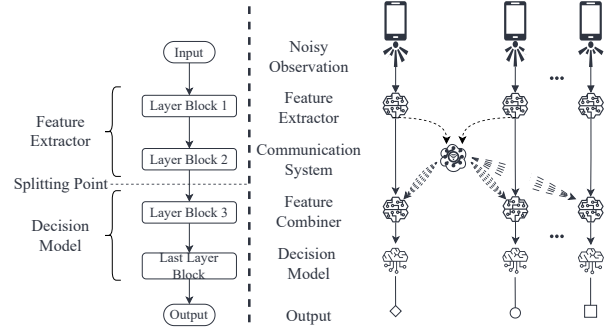 Input
Layer Block 1
Feature
Extractor
Layer Block 2
Splitting Point
Layer Block 3
Decision
Model
Last Layer
Block
Output
Noisy
Observation
Feature
Extractor
Communication
System
Feature
Combiner
Decision
Model
Output
...
...